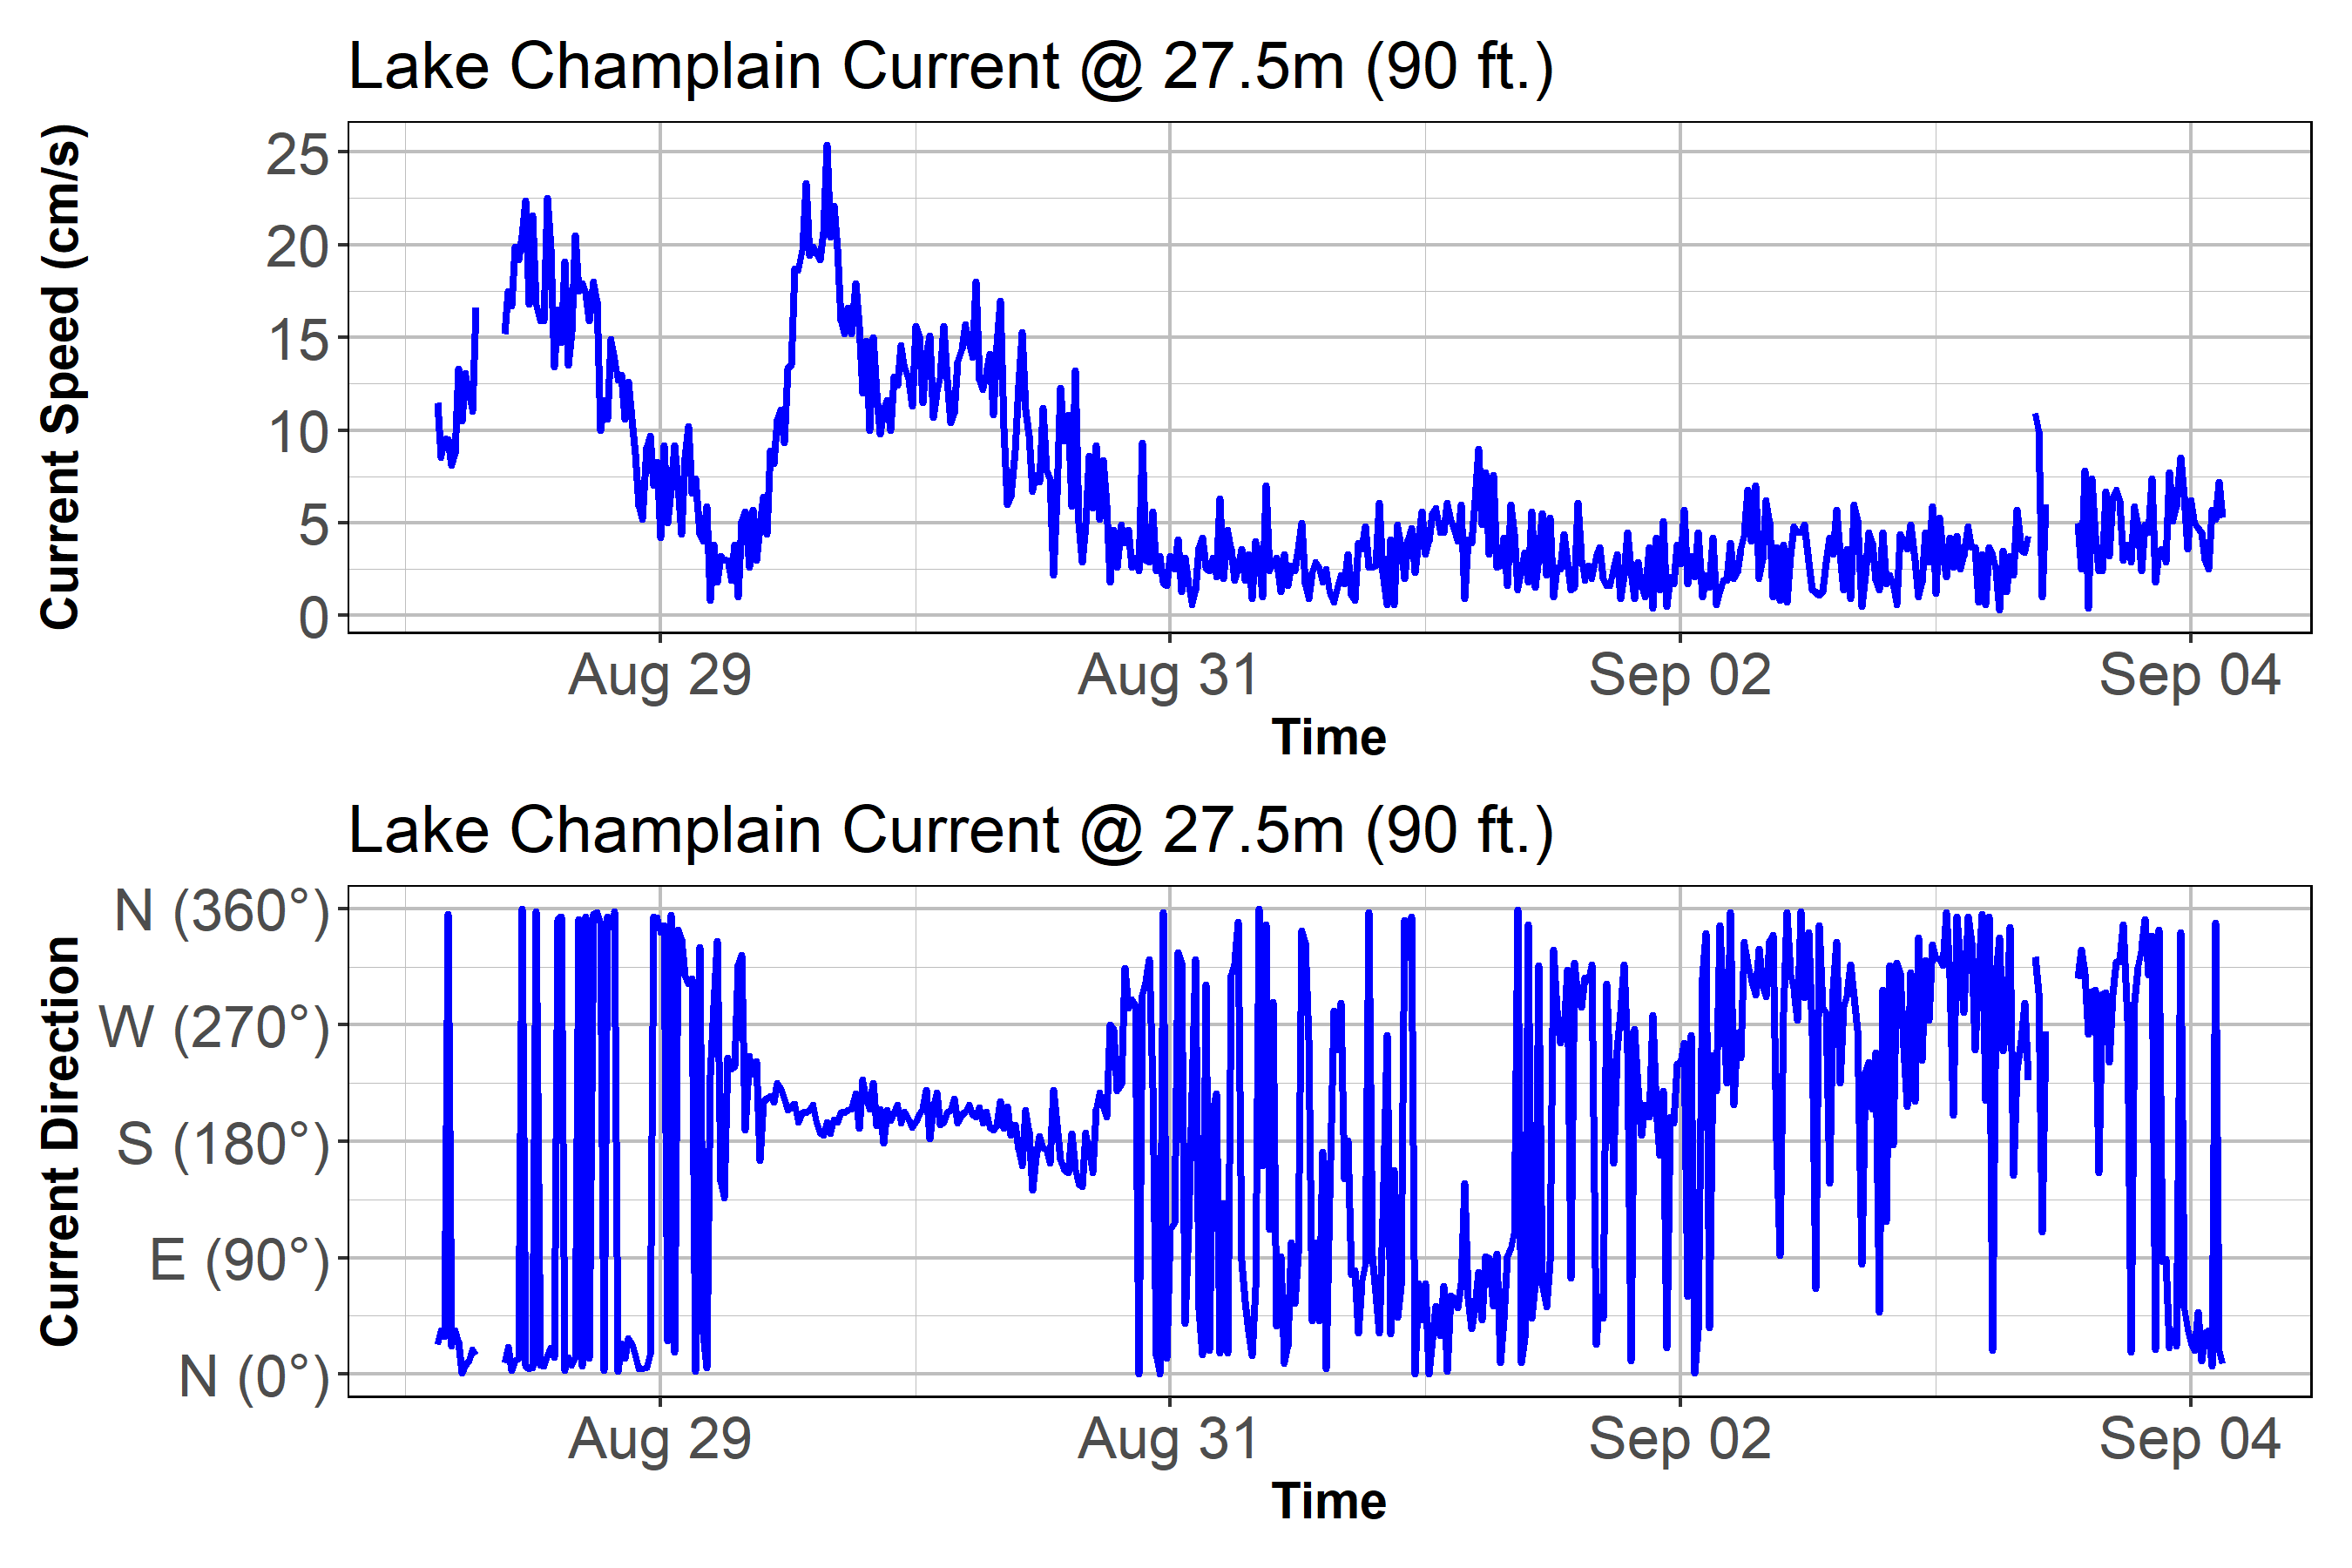 Lake Champlain Current @ 27.5m (90 ft.)
Current Speed (cm/s)
25
20
15
10
5
0
Aug 29 Aug 31 Sep 02 Sep 04
Time
Lake Champlain Current @ 27.5m (90 ft.)
Current Direction
N (360°)
W (270°)
S (180°)
E (90°)
N (0°)
Aug 29 Aug 31 Sep 02 Sep 04
Time